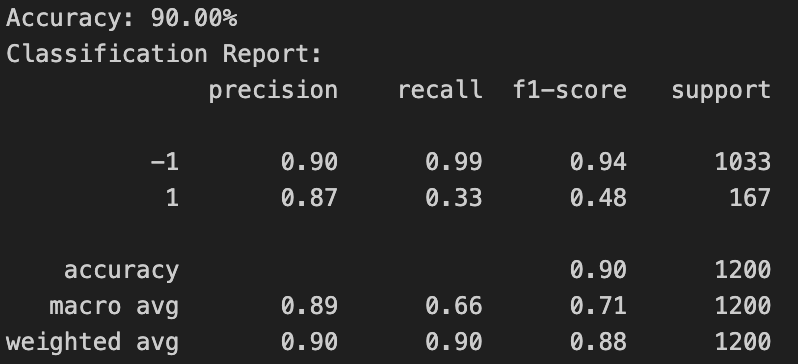 Accuracy: 90.00%
Classification Report:
              precision    recall  f1-score   support

          -1       0.90      0.99      0.94      1033
           1       0.87      0.33      0.48       167

    accuracy                           0.90      1200
   macro avg       0.89      0.66      0.71      1200
weighted avg       0.90      0.90      0.88      1200